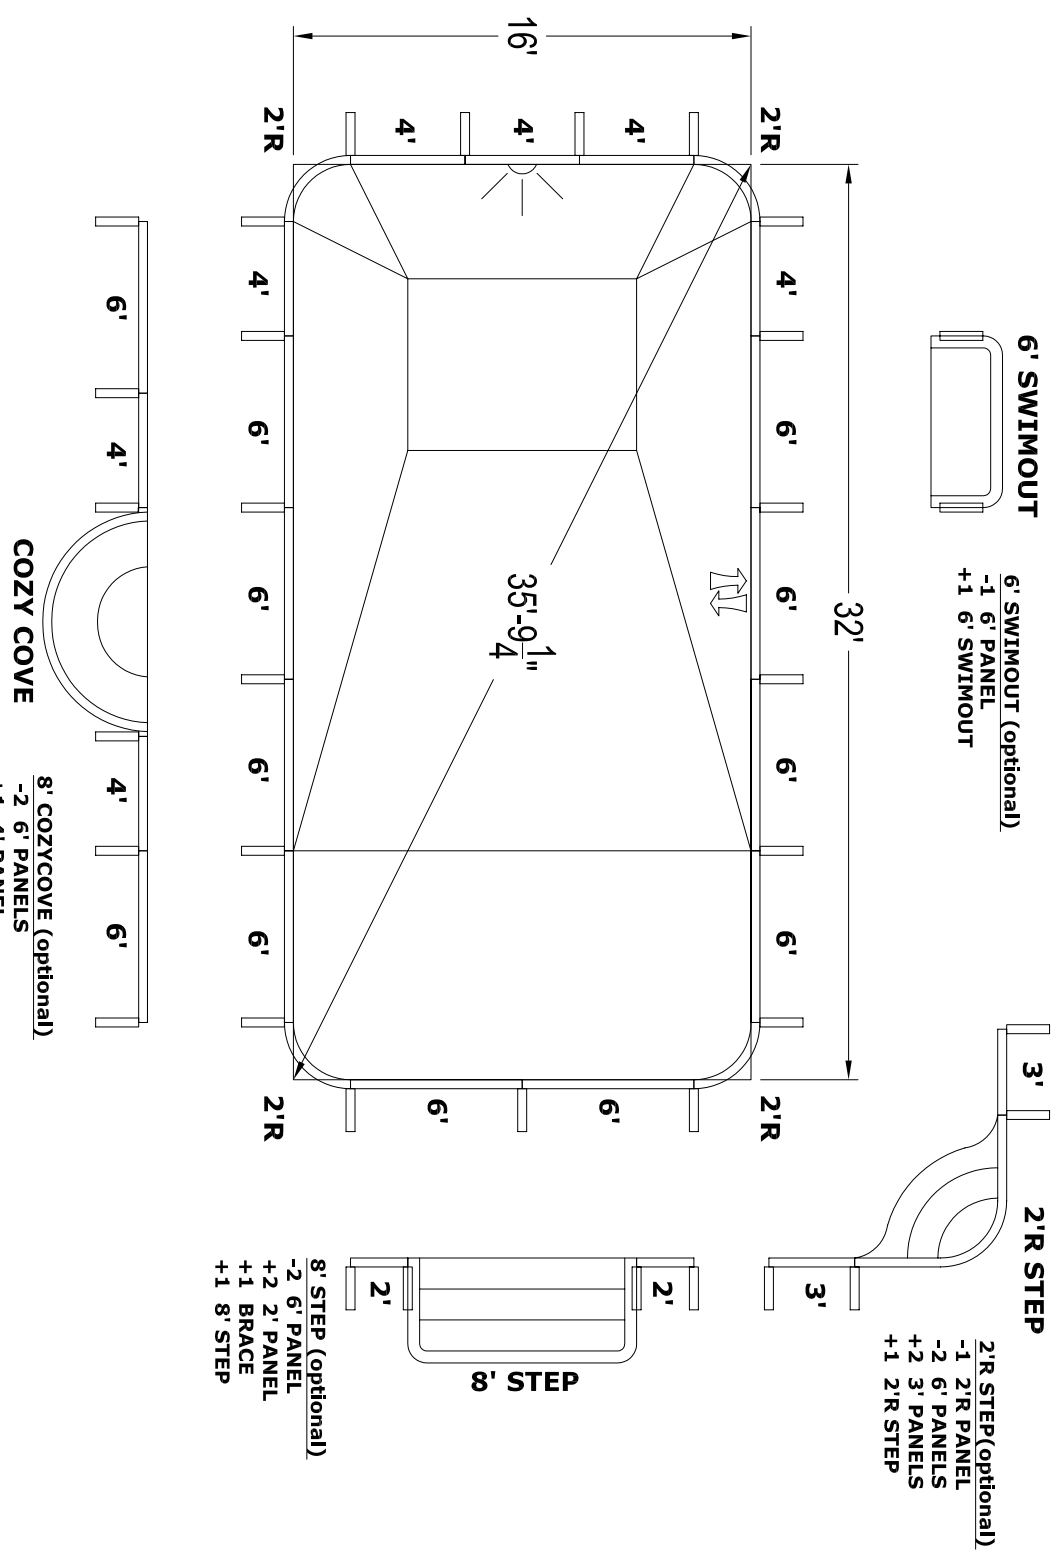 6' SWIMOUT
6' SWIMOUT (optional)
-1 6' PANEL
+1 6' SWIMOUT
3'
2'R STEP
3'
2'R STEP(optional)
-1 2'R PANEL
-2 6' PANELS
+2 3' PANELS
+1 2'R STEP
32'
2'R
4'
6'
6'
6'
6'
2'R
16'
4'
4'
4'
35'-9 1/4"
6'
6'
2'
2'
8' STEP
2'R
4'
6'
6'
6'
6'
2'R
8' STEP (optional)
-2 6' PANEL
+2 2' PANEL
+1 BRACE
+1 8' STEP
6'
4'
4'
6'
COZY COVE
8' COZYCOVE (optional)
-2 6' PANELS